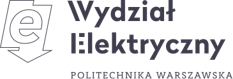 e
Wydział
Elektryczny
POLITECHNIKA WARSZAWSKA